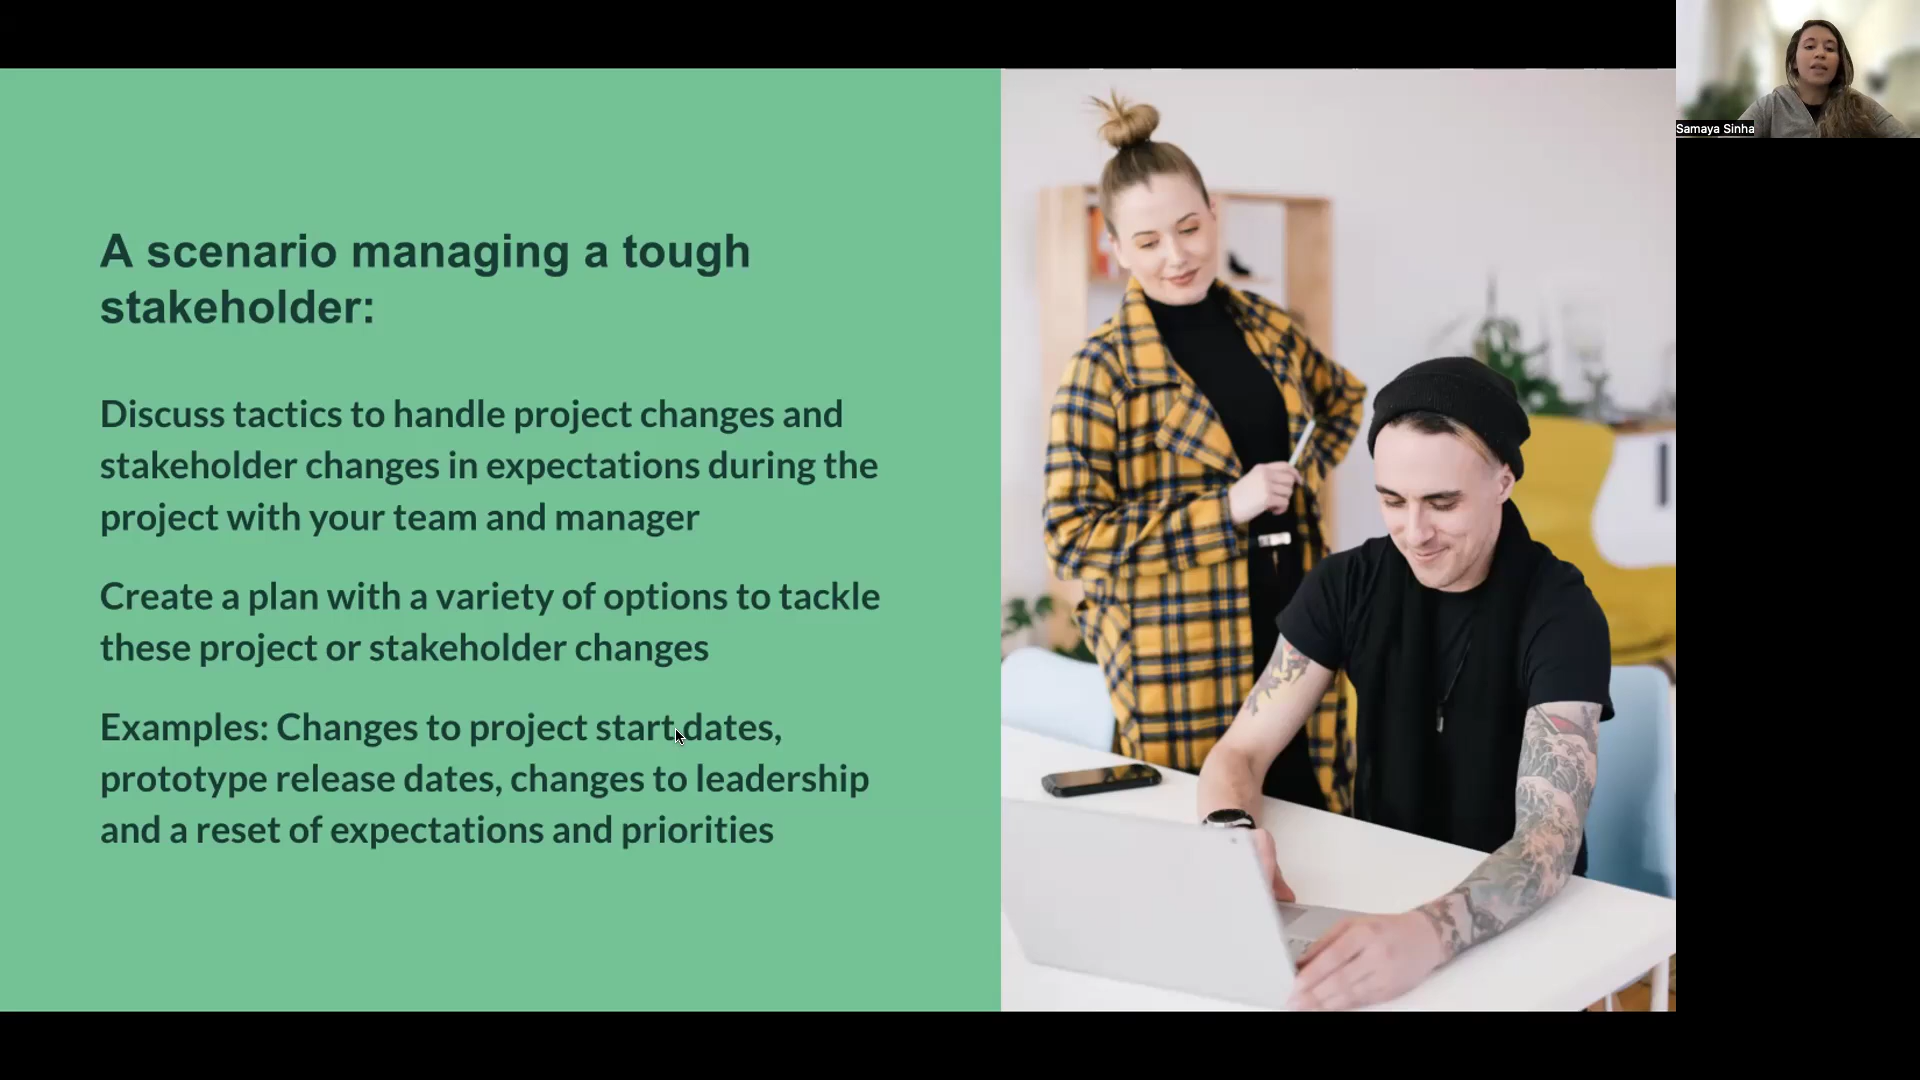 A scenario managing a tough
stakeholder:
Discuss tactics to handle project changes and
stakeholder changes in expectations during the
project with your team and manager
Create a plan with a variety of options to tackle
these project or stakeholder changes
Examples: Changes to project start dates,
prototype release dates, changes to leadership
and a reset of expectations and priorities
Samaya Sinha